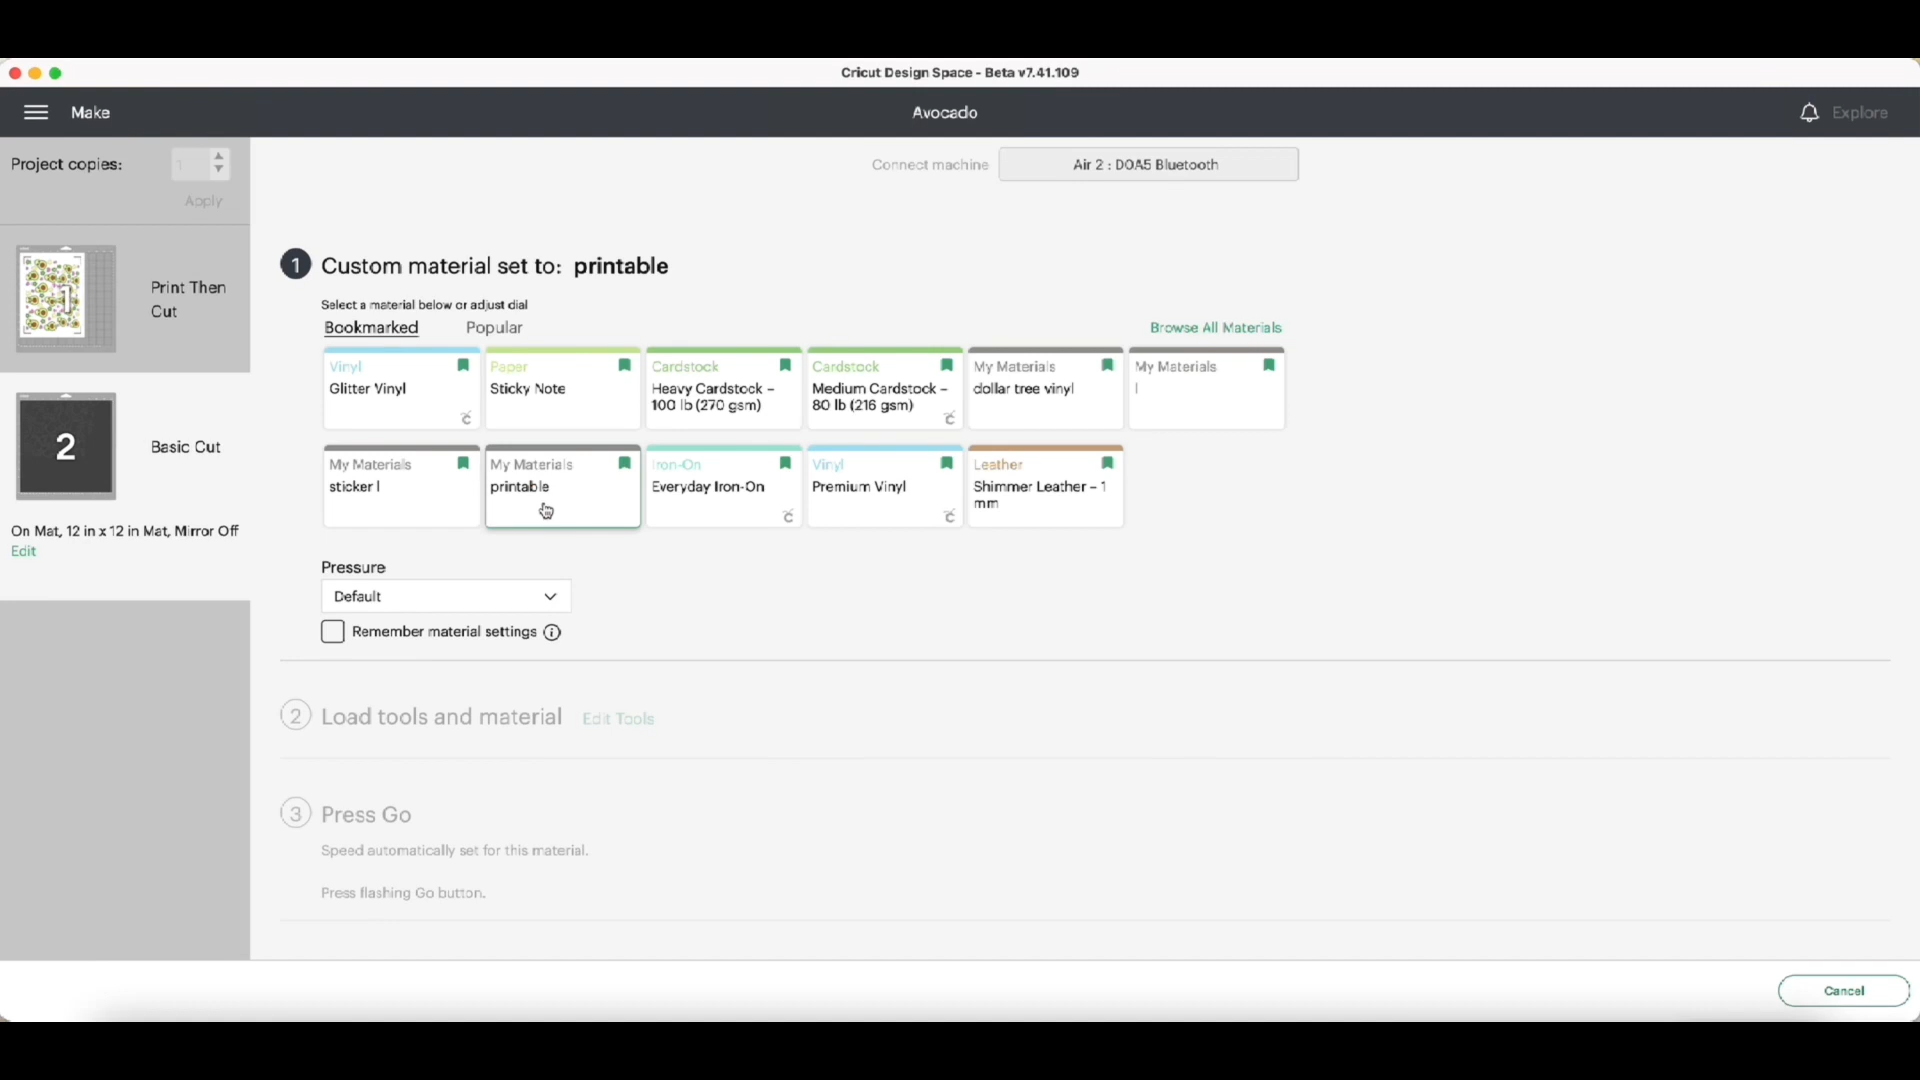 Cricut Design Space - Beta v7.41.109
Make
Avocado
Explore
Project copies:
1
Apply
Connect machine
Air 2 : DOA5 Bluetooth
1
Print Then
Cut
2
Basic Cut
On Mat, 12 in x 12 in Mat, Mirror Off
Edit
1 Custom material set to: printable
Select a material below or adjust dial
Bookmarked
Popular
Browse All Materials
Vinyl
Glitter Vinyl
Paper
Sticky Note
Cardstock
Heavy Cardstock –
100 lb (270 gsm)
Cardstock
Medium Cardstock –
80 lb (216 gsm)
My Materials
dollar tree vinyl
My Materials
l
My Materials
sticker l
My Materials
printable
Iron-On
Everyday Iron-On
Vinyl
Premium Vinyl
Leather
Shimmer Leather – 1
mm
Pressure
Default
Remember material settings
2 Load tools and material Edit Tools
3 Press Go
Speed automatically set for this material.
Press flashing Go button.
Cancel